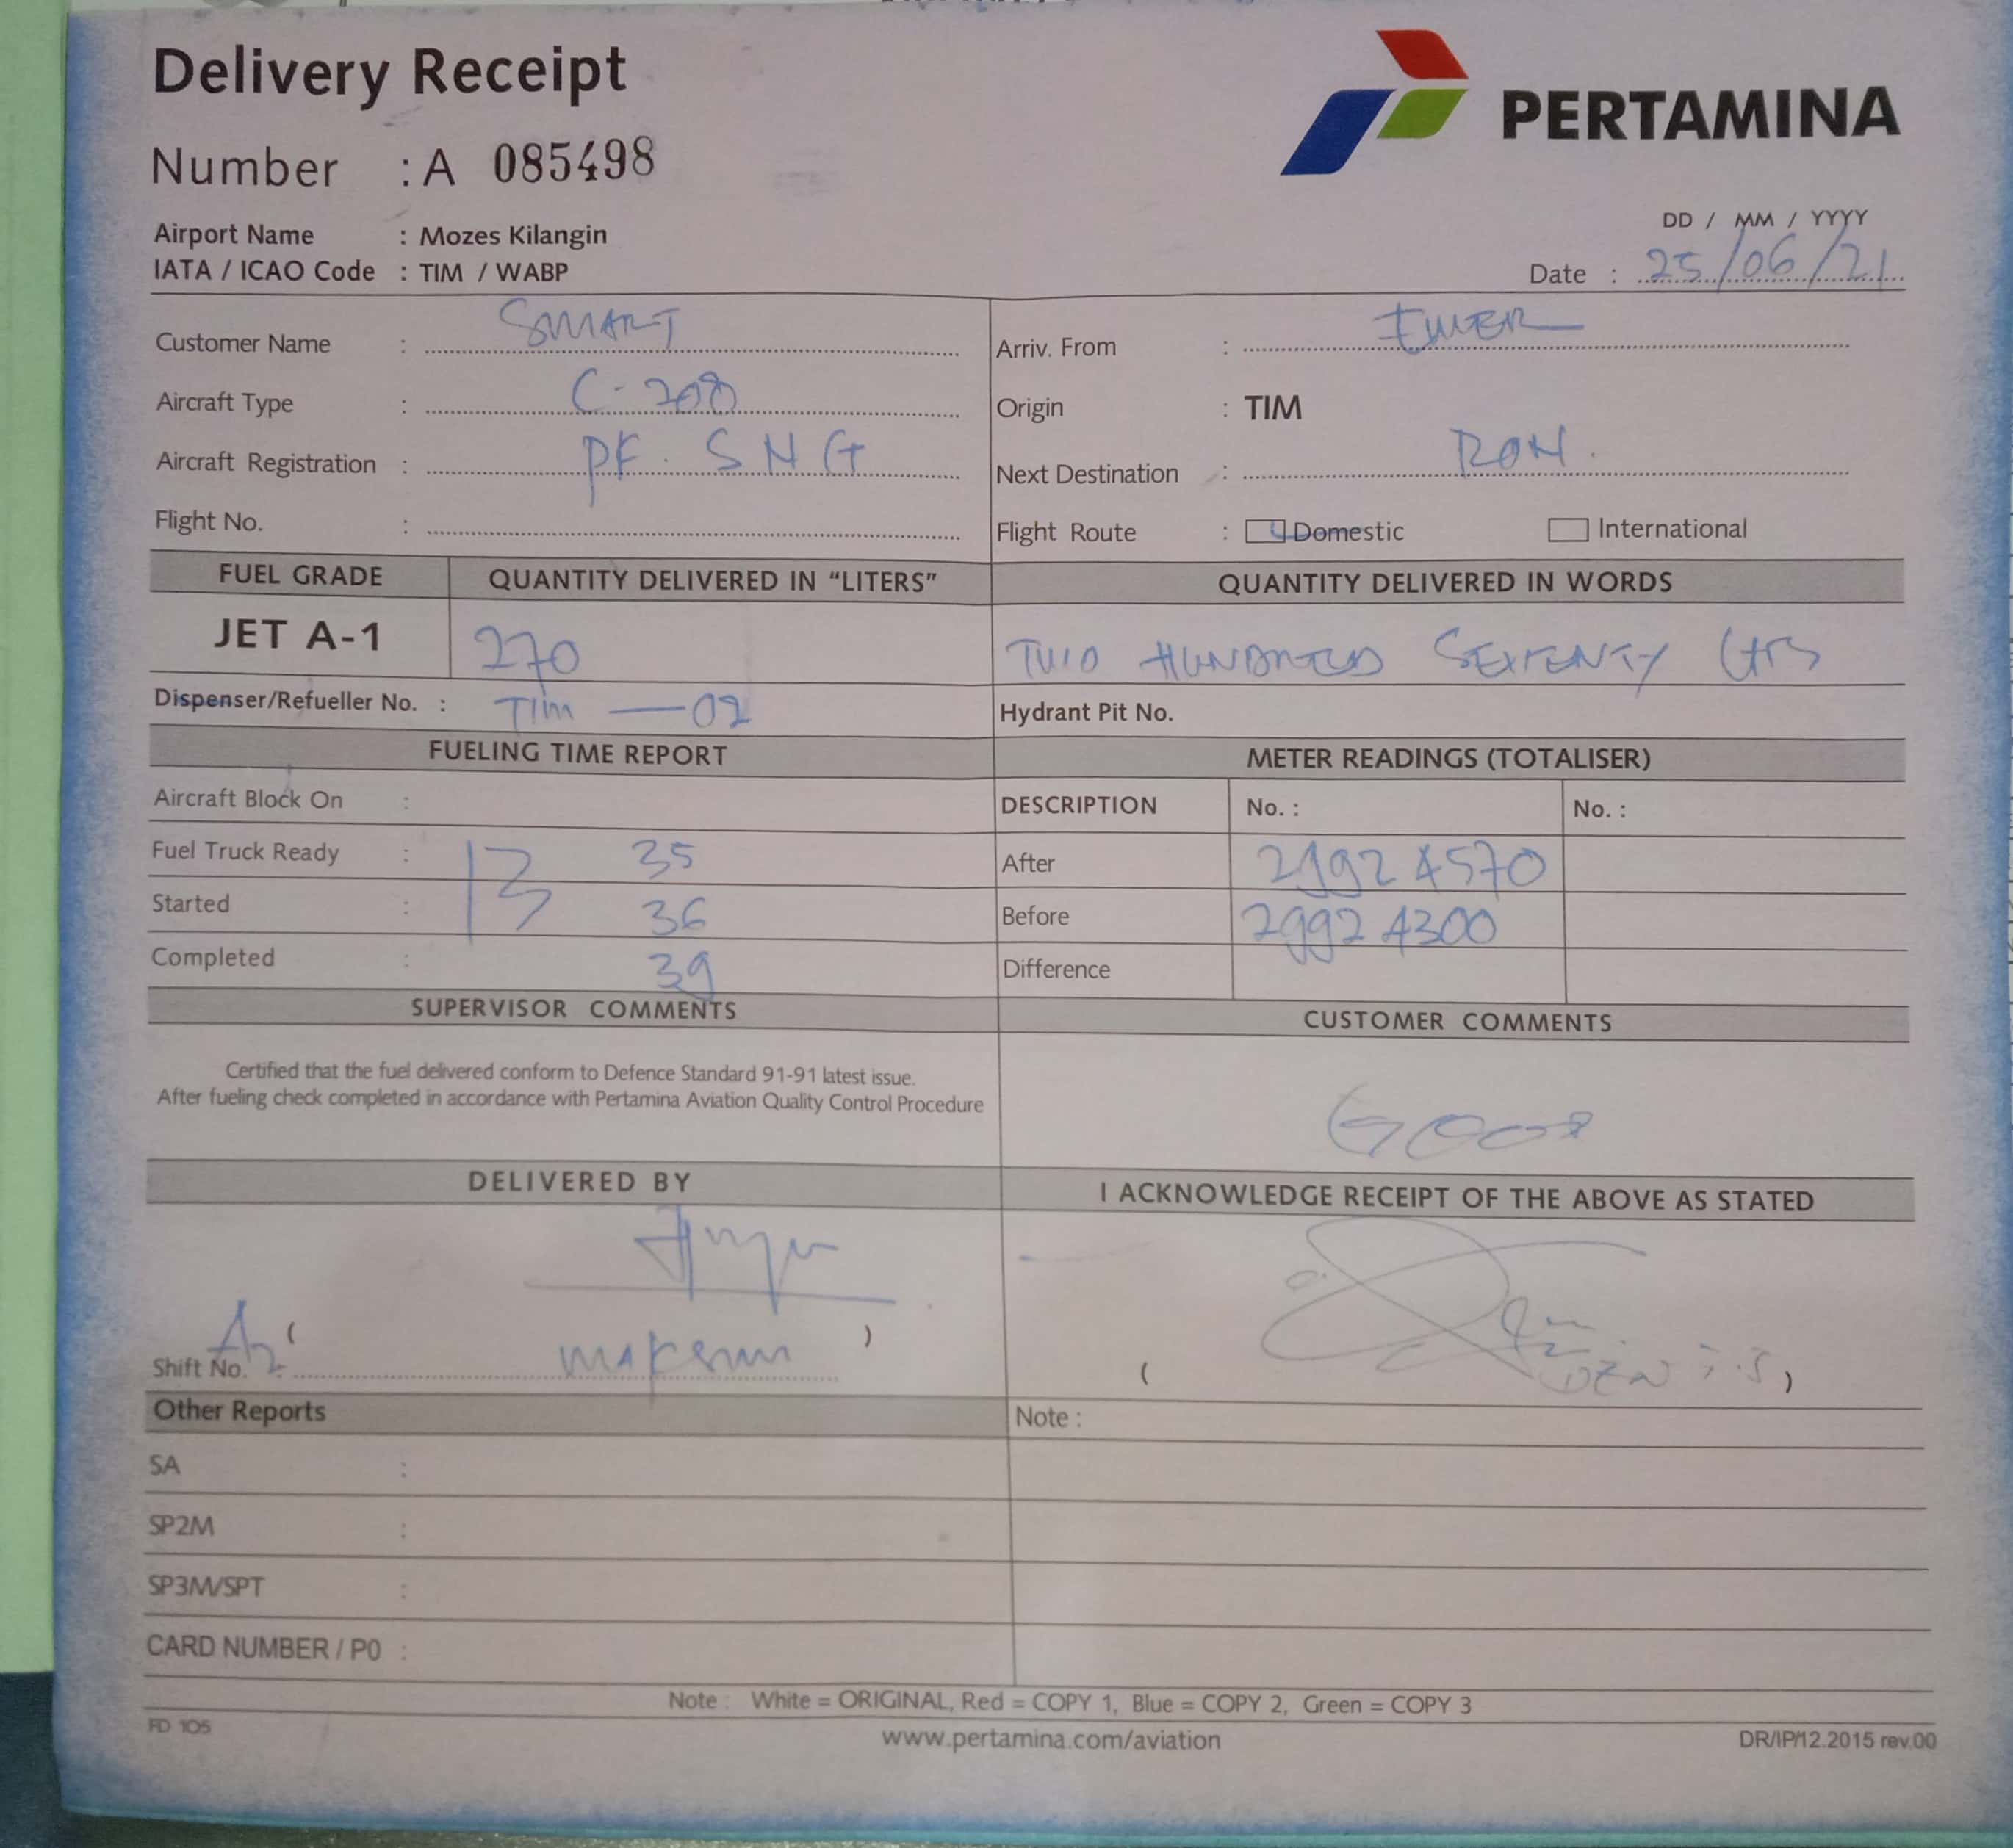 Delivery Receipt
PERTAMINA
Number : A 085498
Airport Name : Mozes Kilangin
IATA / ICAO Code : TIM / WABP
DD / MM / YYYY
Date : 25/06/21
Customer Name : SMART
Arriv. From :
Aircraft Type : C-208
Origin : TIM
Aircraft Registration : PK. SNG
Next Destination : RON.
Flight No. :
Flight Route : Domestic International
FUEL GRADE QUANTITY DELIVERED IN “LITERS” QUANTITY DELIVERED IN WORDS
JET A-1 270 TWO HUNDRED SEVENTY LTRS
Dispenser/Refueller No. : Tim — 02 Hydrant Pit No.
FUELING TIME REPORT METER READINGS (TOTALISER)
Aircraft Block On : DESCRIPTION No. : No. :
Fuel Truck Ready : 13 35 After 29924570
Started : 36 Before 29924300
Completed : 39 Difference
SUPERVISOR COMMENTS CUSTOMER COMMENTS
Certified that the fuel delivered conform to Defence Standard 91-91 latest issue.
After fueling check completed in accordance with Pertamina Aviation Quality Control Procedure
GOOD
DELIVERED BY I ACKNOWLEDGE RECEIPT OF THE ABOVE AS STATED
Shift No. ( ) ( )
Other Reports Note :
SA :
SP2M :
SP3M/SPT :
CARD NUMBER / P0 :
Note : White = ORIGINAL, Red = COPY 1, Blue = COPY 2, Green = COPY 3
FD 105 www.pertamina.com/aviation DR/IP/12.2015 rev.00